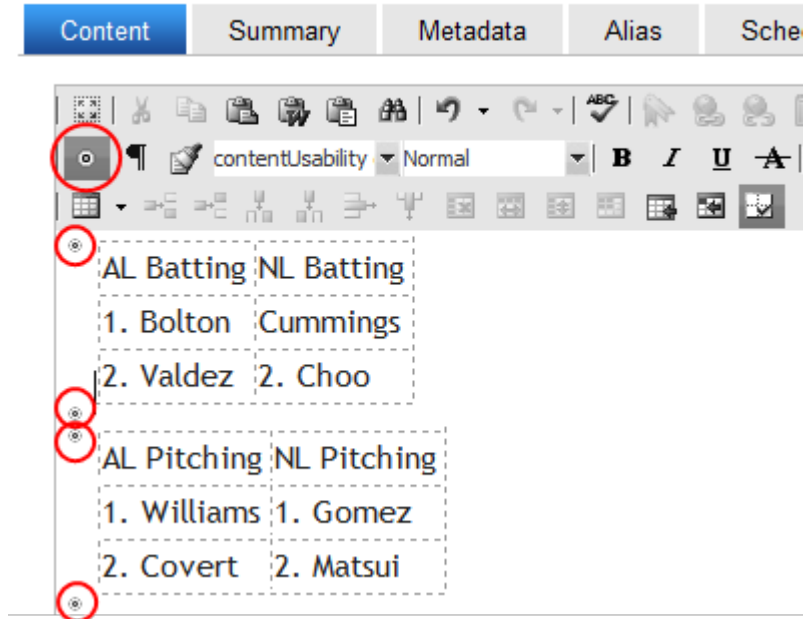 Content Summary Metadata Alias Sche
ABC
contentUsability Normal B I U A
AL Batting NL Batting
1. Bolton Cummings
2. Valdez 2. Choo
AL Pitching NL Pitching
1. Williams 1. Gomez
2. Covert 2. Matsui